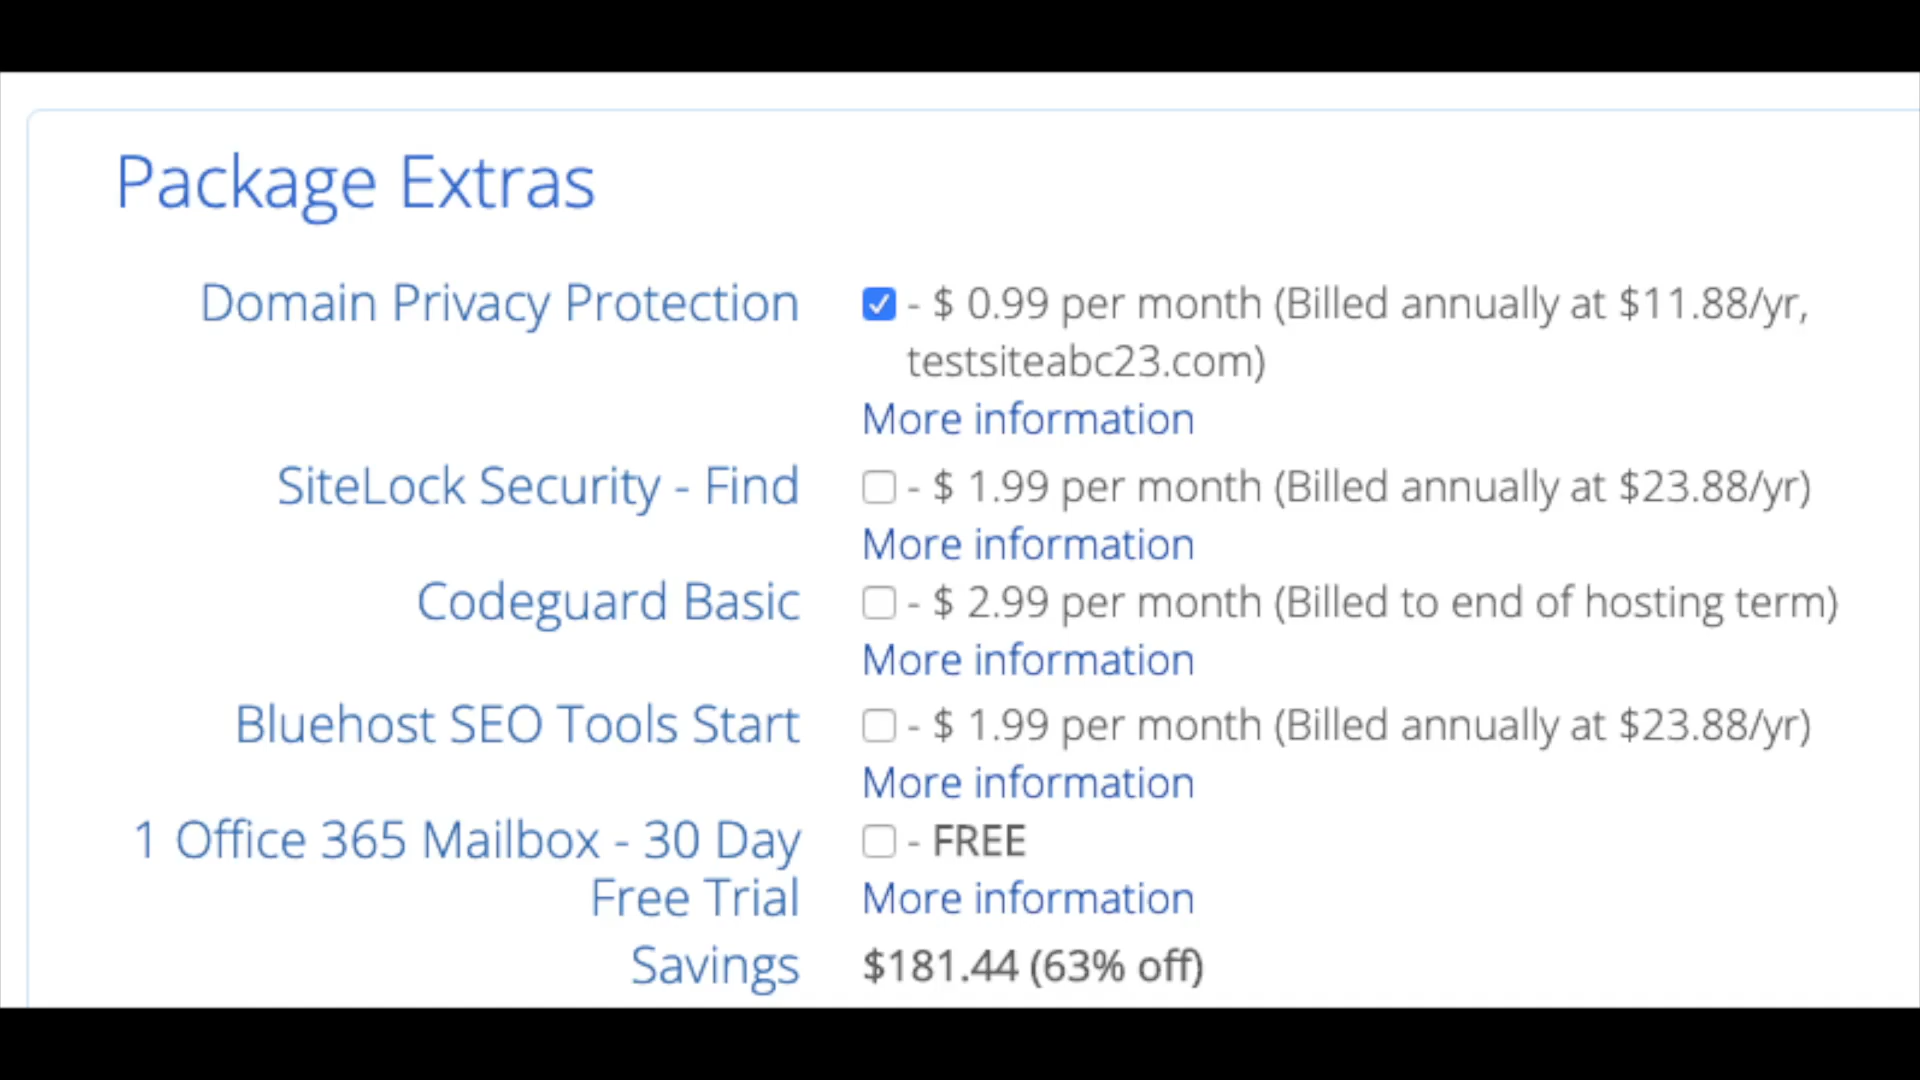 Package Extras
Domain Privacy Protection - $ 0.99 per month (Billed annually at $11.88/yr,
testsiteabc23.com)
More information
SiteLock Security - Find - $ 1.99 per month (Billed annually at $23.88/yr)
More information
Codeguard Basic - $ 2.99 per month (Billed to end of hosting term)
More information
Bluehost SEO Tools Start - $ 1.99 per month (Billed annually at $23.88/yr)
More information
1 Office 365 Mailbox - 30 Day - FREE
Free Trial More information
Savings $181.44 (63% off)